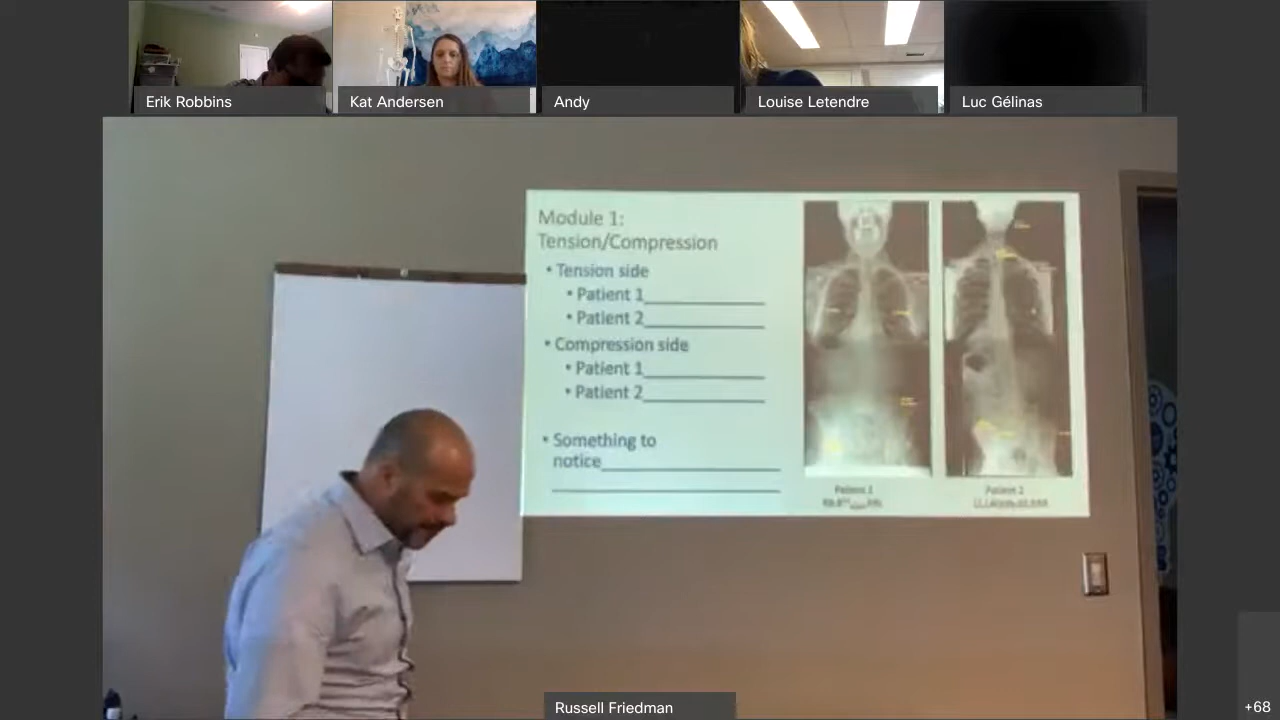 Erik Robbins
Kat Andersen
Andy
Louise Letendre
Luc Gélinas
Module 1:
Tension/Compression
• Tension side
• Patient 1
• Patient 2
• Compression side
• Patient 1
• Patient 2
• Something to
notice
Patient 1
Patient 2
Russell Friedman
+68